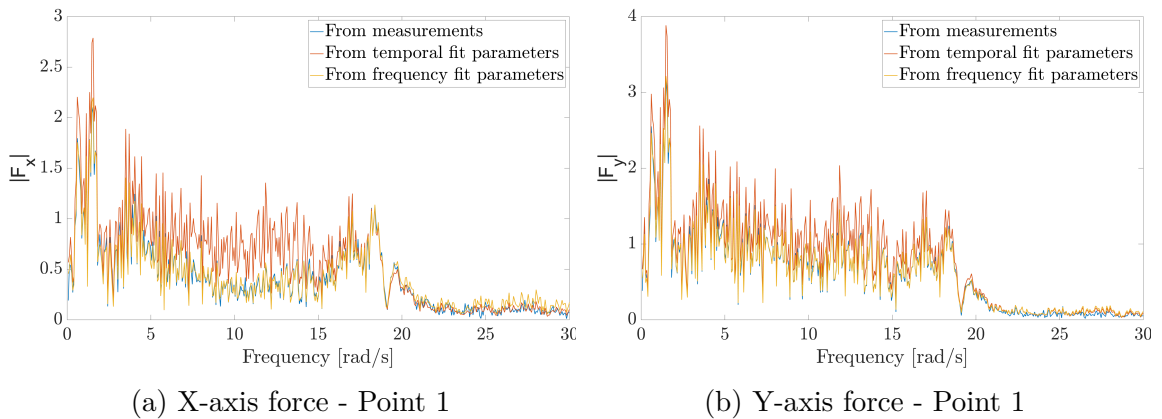 3
2.5
2
1.5
1
0.5
0
|F_x|
0 5 10 15 20 25 30
Frequency [rad/s]
From measurements
From temporal fit parameters
From frequency fit parameters
(a) X-axis force - Point 1
4
3
2
1
0
|F_y|
0 5 10 15 20 25 30
Frequency [rad/s]
From measurements
From temporal fit parameters
From frequency fit parameters
(b) Y-axis force - Point 1